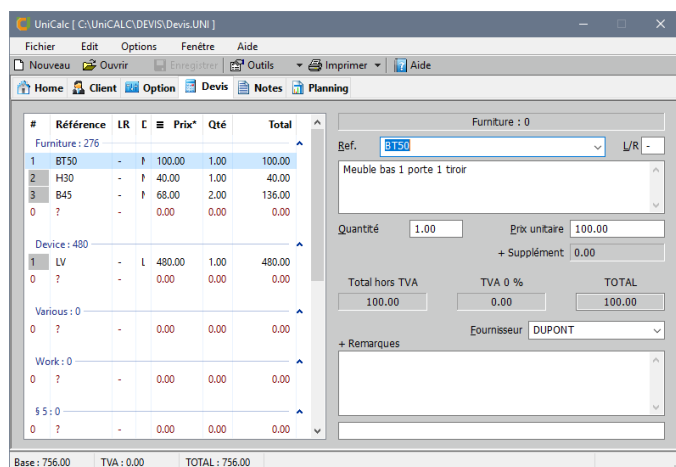 UniCalc [ C:\UniCALC\DEVIS\Devis.UNI ]
Fichier Edit Options Fenêtre Aide
Nouveau Ouvrir Enregistrer Outils Imprimer Aide
Home Client Option Devis Notes Planning
# Référence LR Prix* Qté Total
Furniture : 276
1 BT50 - 100.00 1.00 100.00
2 H30 - 40.00 1.00 40.00
3 B45 - 68.00 2.00 136.00
0 ? - 0.00 0.00 0.00
Device : 480
1 LV - L 480.00 1.00 480.00
0 ? - 0.00 0.00 0.00
Various : 0
0 ? - 0.00 0.00 0.00
Work : 0
0 ? - 0.00 0.00 0.00
§ 5 : 0
0 ? - 0.00 0.00 0.00
Furniture : 0
Ref. BT50 L/R -
Meuble bas 1 porte 1 tiroir
Quantité 1.00 Prix unitaire 100.00
+ Supplément 0.00
Total hors TVA TVA 0 % TOTAL
100.00 0.00 100.00
Fournisseur DUPONT
+ Remarques
Base : 756.00 TVA : 0.00 TOTAL : 756.00